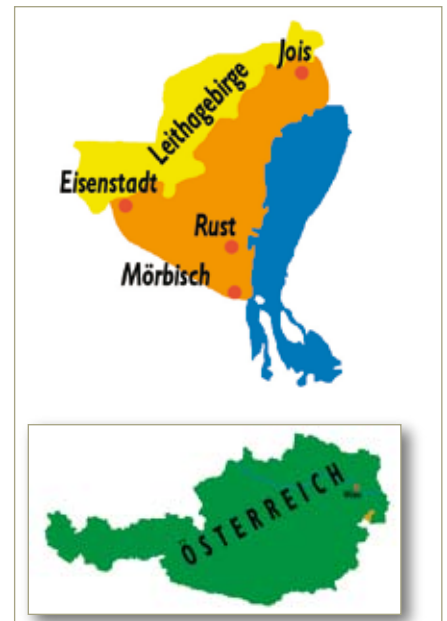 Jois
Leithagebirge
Eisenstadt
Rust
Mörbisch
ÖSTERREICH